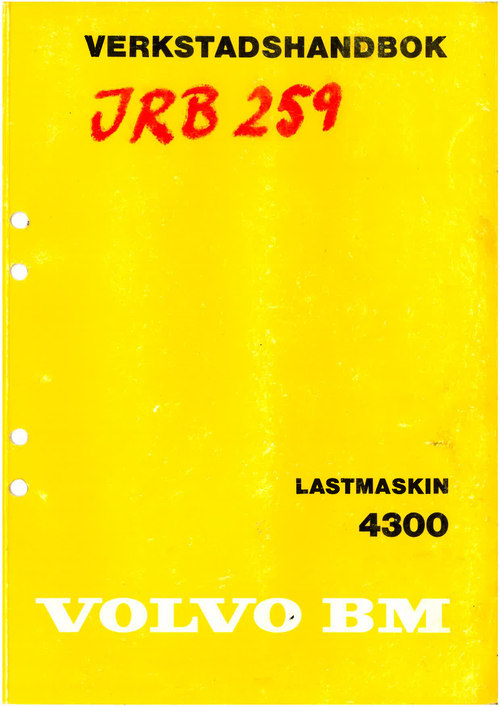 VERKSTADSHANDBOK
JRB 259
LASTMASKIN
4300
VOLVO BM